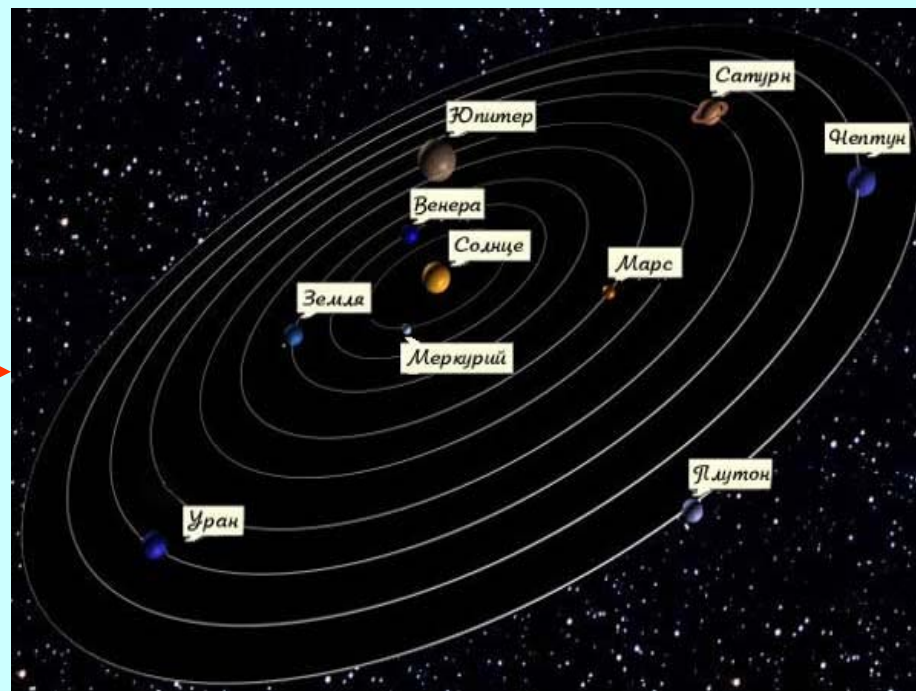 Сатурн
Юпитер
Нептун
Венера
Солнце
Марс
Земля
Меркурий
Плутон
Уран